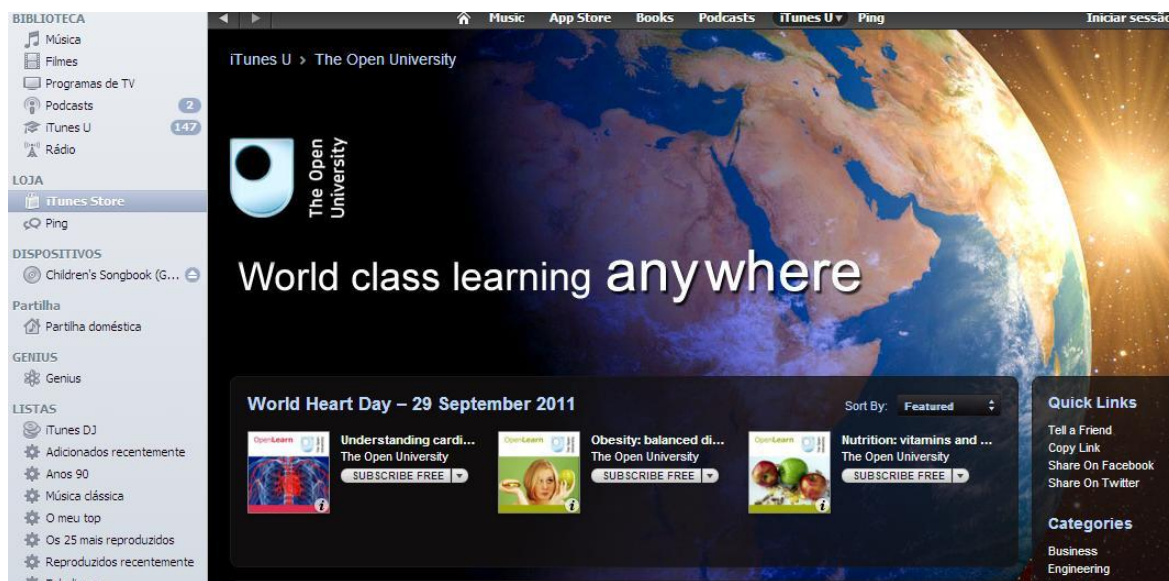 BIBLIOTECA
Música
Filmes
Programas de TV
Podcasts 2
iTunes U 147
Rádio
LOJA
iTunes Store
Ping
DISPOSITIVOS
Children's Songbook (G...
Partilha
Partilha doméstica
GENIUS
Genius
LISTAS
iTunes DJ
Adicionados recentemente
Anos 90
Música clássica
O meu top
Os 25 mais reproduzidos
Reproduzidos recentemente
Music App Store Books Podcasts iTunes U Ping Iniciar sessão
iTunes U > The Open University
The Open
University
World class learning anywhere
World Heart Day – 29 September 2011
Sort By: Featured
OpenLearn
Understanding cardi...
The Open University
SUBSCRIBE FREE
OpenLearn
Obesity: balanced di...
The Open University
SUBSCRIBE FREE
OpenLearn
Nutrition: vitamins and ...
The Open University
SUBSCRIBE FREE
Quick Links
Tell a Friend
Copy Link
Share On Facebook
Share On Twitter
Categories
Business
Engineering